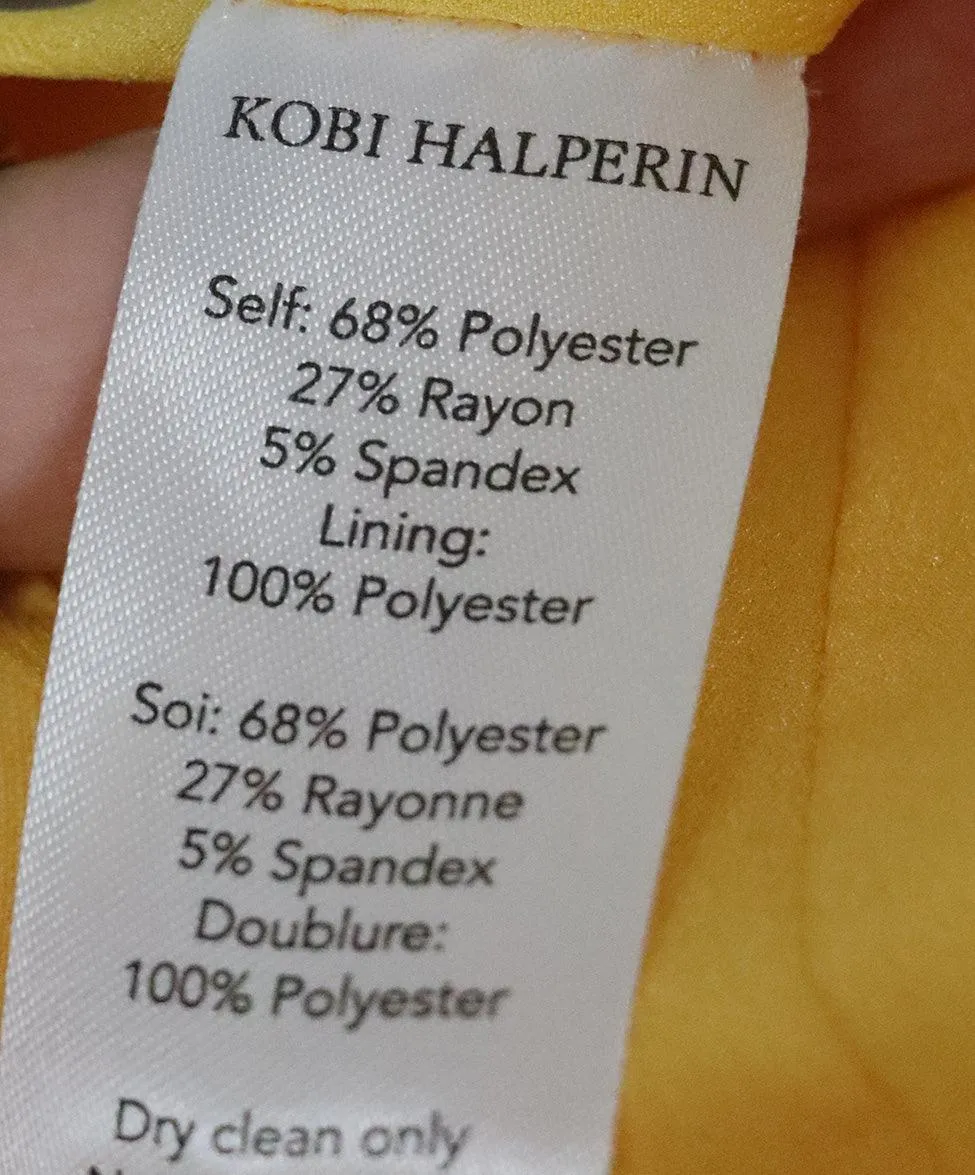 KOBI HALPERIN
Self: 68% Polyester
27% Rayon
5% Spandex
Lining:
100% Polyester
Soi: 68% Polyester
27% Rayonne
5% Spandex
Doublure:
100% Polyester
Dry clean only